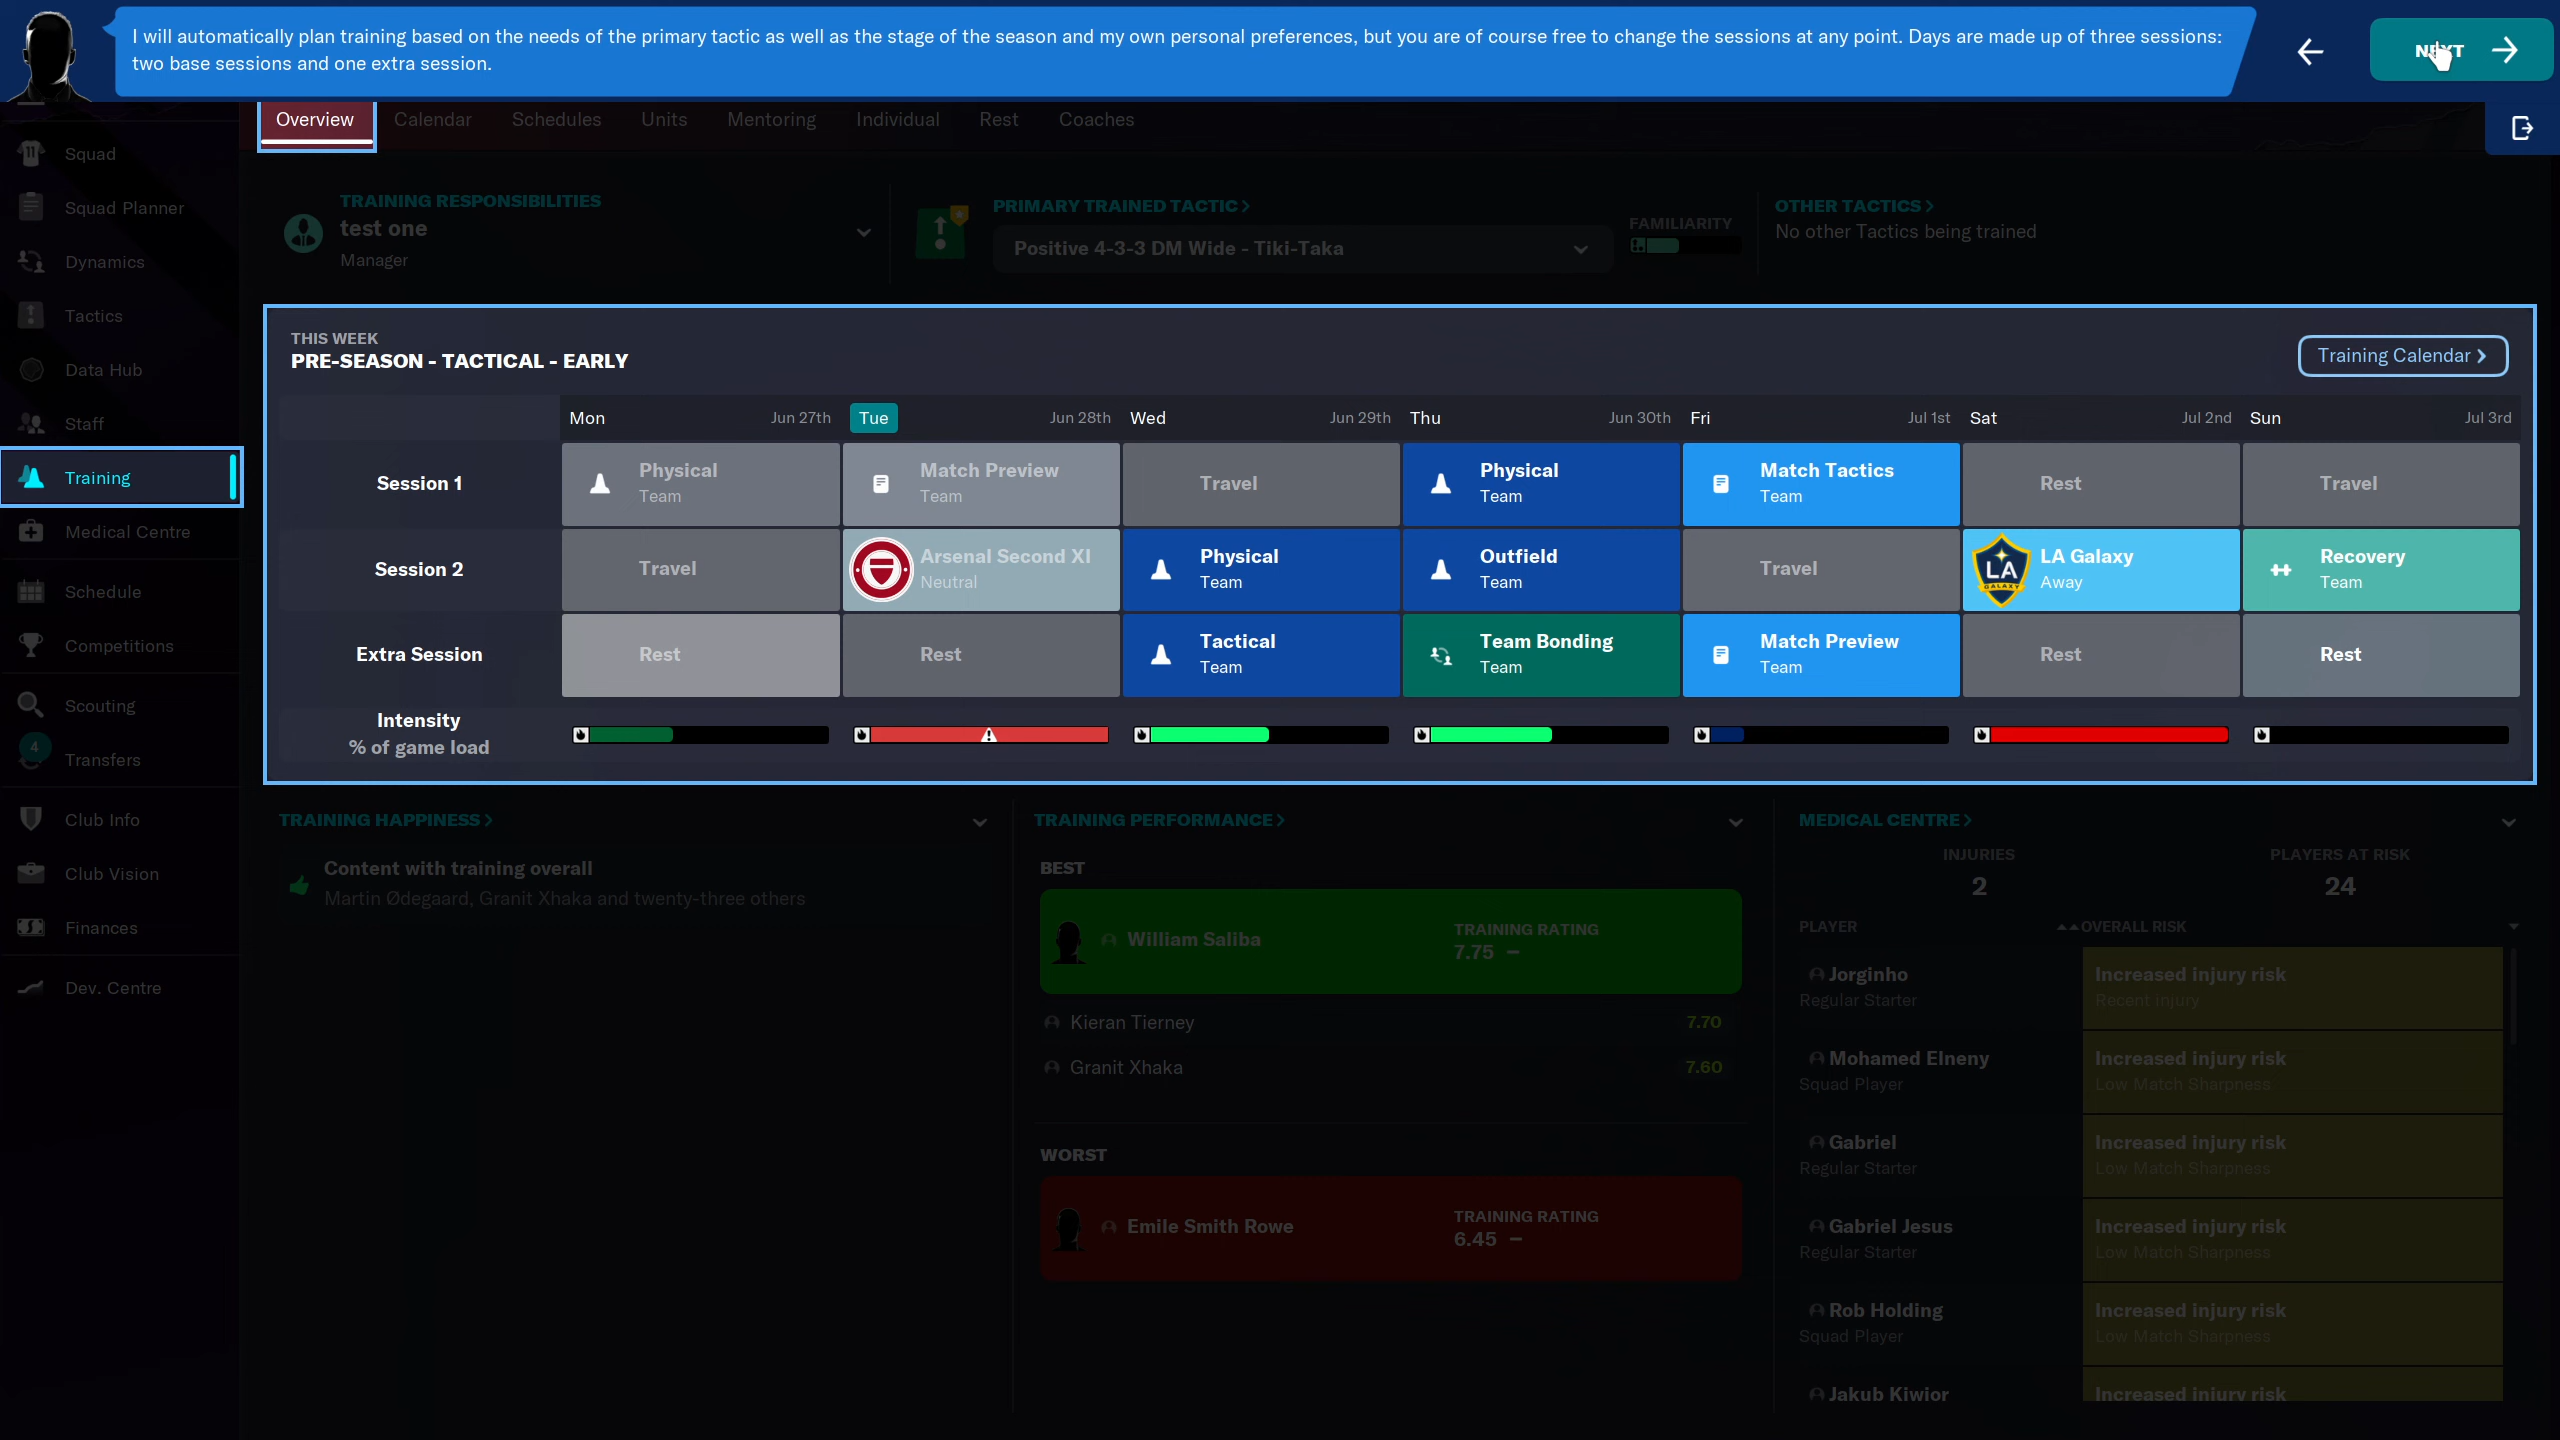 I will automatically plan training based on the needs of the primary tactic as well as the stage of the season and my own personal preferences, but you are of course free to change the sessions at any point. Days are made up of three sessions:
two base sessions and one extra session.
NEXT
Overview
Calendar
Schedules
Units
Mentoring
Individual
Rest
Coaches
Squad
Squad Planner
Dynamics
Tactics
Data Hub
Staff
Training
Medical Centre
Schedule
Competitions
Scouting
4
Transfers
Club Info
Club Vision
Finances
Dev. Centre
TRAINING RESPONSIBILITIES
test one
Manager
PRIMARY TRAINED TACTIC >
Positive 4-3-3 DM Wide - Tiki-Taka
FAMILIARITY
OTHER TACTICS >
No other Tactics being trained
THIS WEEK
PRE-SEASON - TACTICAL - EARLY
Training Calendar >
Mon Jun 27th
Tue Jun 28th
Wed Jun 29th
Thu Jun 30th
Fri Jul 1st
Sat Jul 2nd
Sun Jul 3rd
Session 1
Physical
Team
Match Preview
Team
Travel
Physical
Team
Match Tactics
Team
Rest
Travel
Session 2
Travel
Arsenal Second XI
Neutral
Physical
Team
Outfield
Team
Travel
LA GALAXY
LA Galaxy
Away
Recovery
Team
Extra Session
Rest
Rest
Tactical
Team
Team Bonding
Team
Match Preview
Team
Rest
Rest
Intensity
% of game load
TRAINING HAPPINESS >
Content with training overall
Martin Ødegaard, Granit Xhaka and twenty-three others
TRAINING PERFORMANCE >
BEST
William Saliba
TRAINING RATING
7.75 –
Kieran Tierney 7.70
Granit Xhaka 7.60
WORST
Emile Smith Rowe
TRAINING RATING
6.45 –
MEDICAL CENTRE >
INJURIES
2
PLAYERS AT RISK
24
PLAYER
OVERALL RISK
Jorginho
Regular Starter
Increased injury risk
Recent injury
Mohamed Elneny
Squad Player
Increased injury risk
Low Match Sharpness
Gabriel
Regular Starter
Increased injury risk
Low Match Sharpness
Gabriel Jesus
Regular Starter
Increased injury risk
Low Match Sharpness
Rob Holding
Squad Player
Increased injury risk
Low Match Sharpness
Jakub Kiwior
Increased injury risk